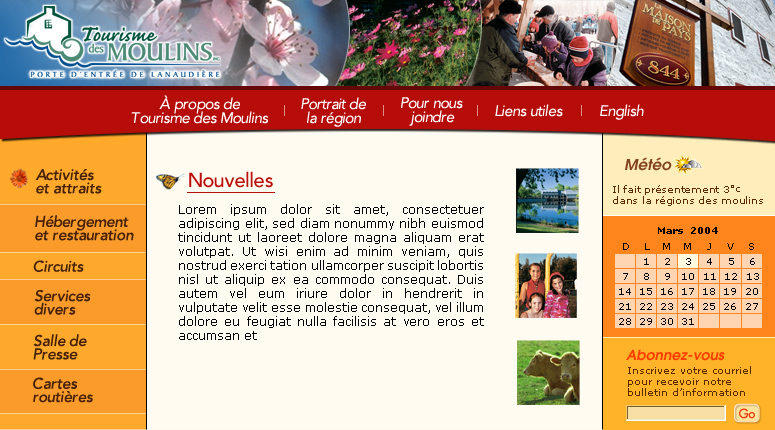 Tourisme
des MOULINS
PORTE D'ENTRÉE DE LANAUDIÈRE
MAISON
DE
PAYS
844
À propos de
Tourisme des Moulins
Portrait de
la région
Pour nous
joindre
Liens utiles
English
Activités
et attraits
Hébergement
et restauration
Circuits
Services
divers
Salle de
Presse
Cartes
routières
Nouvelles
Lorem ipsum dolor sit amet, consectetuer
adipiscing elit, sed diam nonummy nibh euismod
tincidunt ut laoreet dolore magna aliquam erat
volutpat. Ut wisi enim ad minim veniam, quis
nostrud exerci tation ullamcorper suscipit lobortis
nisl ut aliquip ex ea commodo consequat. Duis
autem vel eum iriure dolor in hendrerit in
vulputate velit esse molestie consequat, vel illum
dolore eu feugiat nulla facilisis at vero eros et
accumsan et
Météo
Il fait présentement 3°c
dans la régions des moulins
Mars 2004
D L M M J V S
1 2 3 4 5 6
7 8 9 10 11 12 13
14 15 16 17 18 19 20
21 22 23 24 25 26 27
28 29 30 31
Abonnez-vous
Inscrivez votre courriel
pour recevoir notre
bulletin d'information
Go